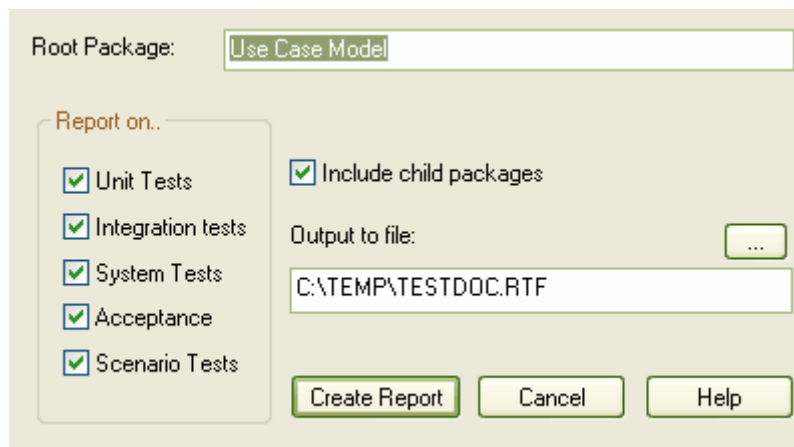 Root Package: Use Case Model
Report on..
Unit Tests
Integration tests
System Tests
Acceptance
Scenario Tests
Include child packages
Output to file: ...
C:\TEMP\TESTDOC.RTF
Create Report Cancel Help